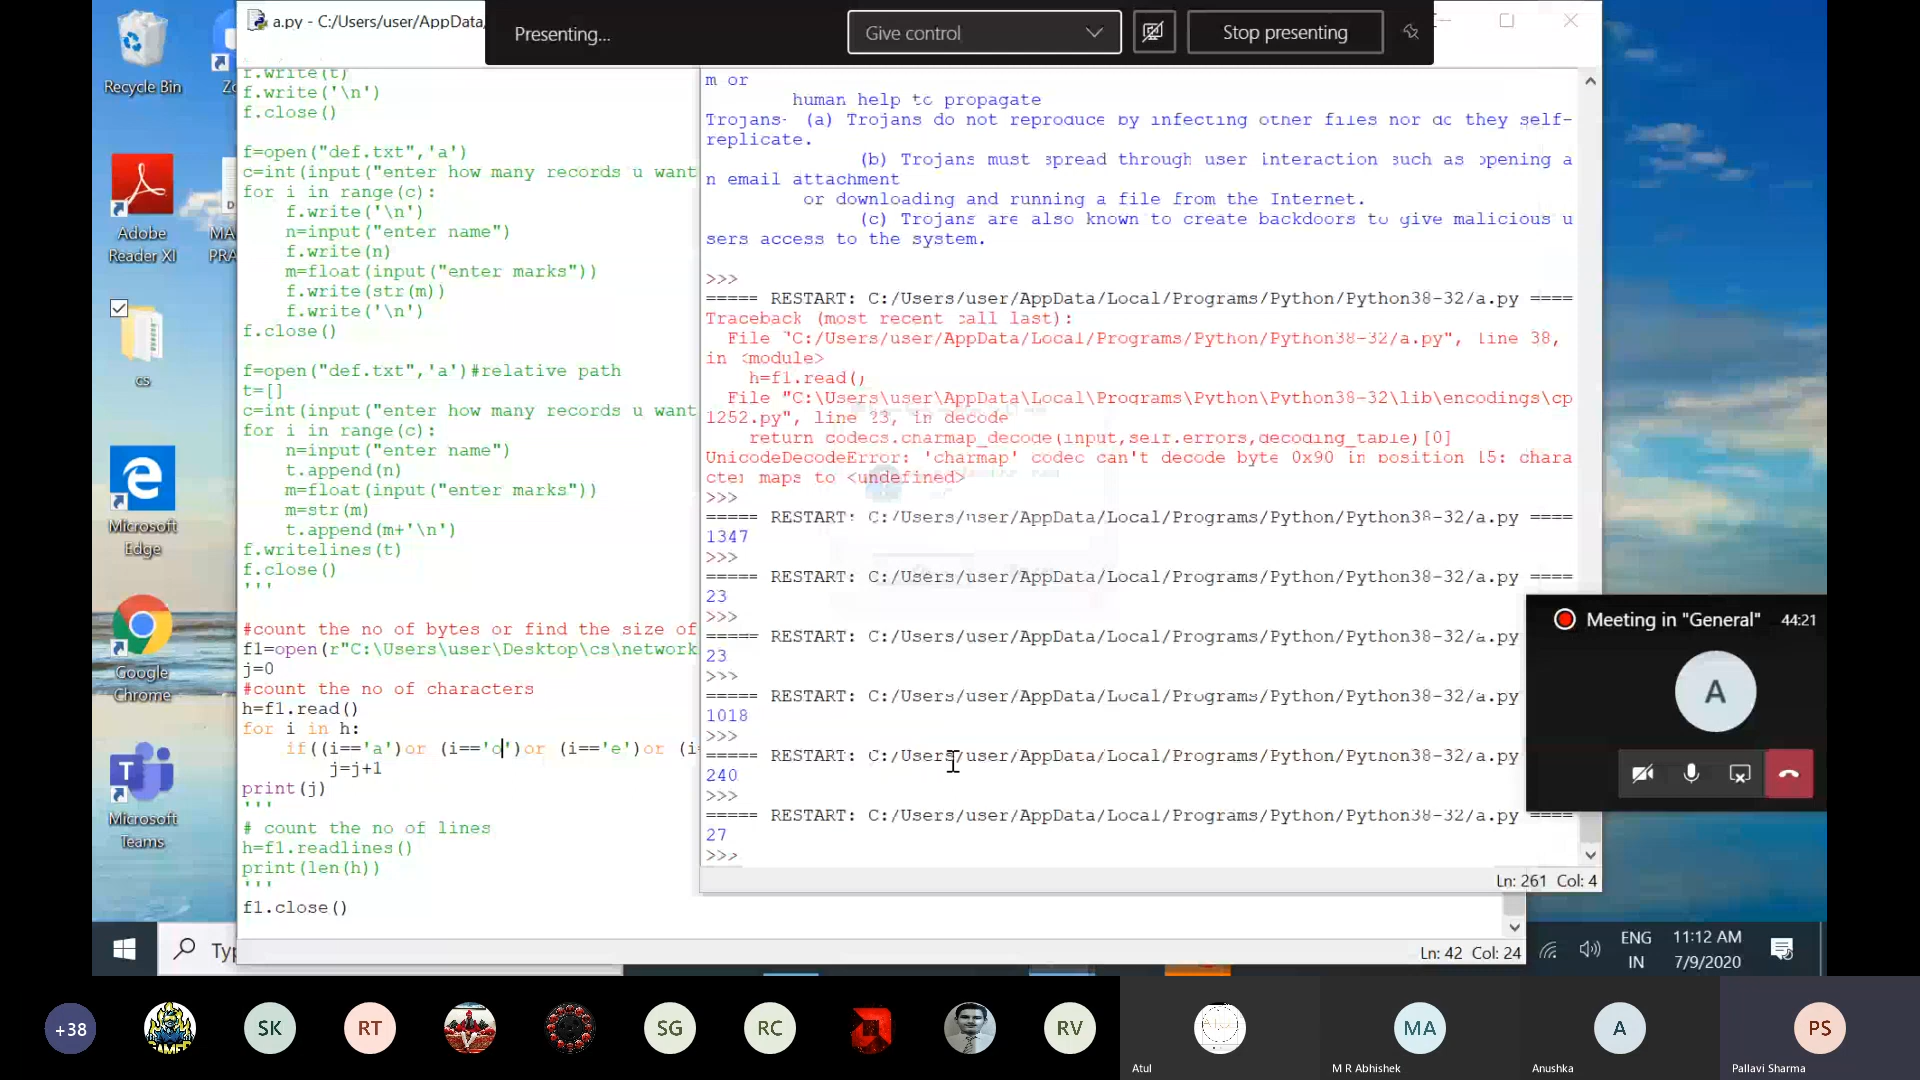 Recycle Bin
Adobe
Reader XI
cs
Microsoft
Edge
Google
Chrome
Microsoft
Teams
a.py - C:/Users/user/AppData/
Presenting...
Give control
Stop presenting
f.write(t)
f.write('\n')
f.close()
f=open("def.txt",'a')
c=int(input("enter how many records u want
for i in range(c):
f.write('\n')
n=input("enter name")
f.write(n)
m=float(input("enter marks"))
f.write(str(m))
f.write('\n')
f.close()
f=open("def.txt",'a')#relative path
t=[]
c=int(input("enter how many records u want
for i in range(c):
n=input("enter name")
t.append(n)
m=float(input("enter marks"))
m=str(m)
t.append(m+'\n')
f.writelines(t)
f.close()
'''
#count the no of bytes or find the size of
f1=open(r"C:\Users\user\Desktop\cs\network
j=0
#count the no of characters
h=f1.read()
for i in h:
if((i=='a')or (i=='o')or (i=='e')or (i=
j=j+1
print(j)
'''
# count the no of lines
h=f1.readlines()
print(len(h))
'''
f1.close()
Ln: 42 Col: 24
m or
human help to propagate
Trojans- (a) Trojans do not reproduce by infecting other files nor do they self-
replicate.
(b) Trojans must spread through user interaction such as opening a
n email attachment
or downloading and running a file from the Internet.
(c) Trojans are also known to create backdoors to give malicious u
sers access to the system.
>>>
===== RESTART: C:/Users/user/AppData/Local/Programs/Python/Python38-32/a.py ====
Traceback (most recent call last):
File "C:/Users/user/AppData/Local/Programs/Python/Python38-32/a.py", line 38,
in <module>
h=f1.read()
File "C:\Users\user\AppData\Local\Programs\Python\Python38-32\lib\encodings\cp
1252.py", line 23, in decode
return codecs.charmap_decode(input,self.errors,decoding_table)[0]
UnicodeDecodeError: 'charmap' codec can't decode byte 0x90 in position 15: chara
cter maps to <undefined>
>>>
===== RESTART: C:/Users/user/AppData/Local/Programs/Python/Python38-32/a.py ====
1347
>>>
===== RESTART: C:/Users/user/AppData/Local/Programs/Python/Python38-32/a.py ====
23
>>>
===== RESTART: C:/Users/user/AppData/Local/Programs/Python/Python38-32/a.py
23
>>>
===== RESTART: C:/Users/user/AppData/Local/Programs/Python/Python38-32/a.py
1018
>>>
===== RESTART: C:/Users/user/AppData/Local/Programs/Python/Python38-32/a.py
240
>>>
===== RESTART: C:/Users/user/AppData/Local/Programs/Python/Python38-32/a.py ====
27
>>>
Ln: 261 Col: 4
Meeting in "General" 44:21
A
ENG
IN
11:12 AM
7/9/2020
+38
SK
RT
SG
RC
RV
Atul
MA
M R Abhishek
A
Anushka
PS
Pallavi Sharma